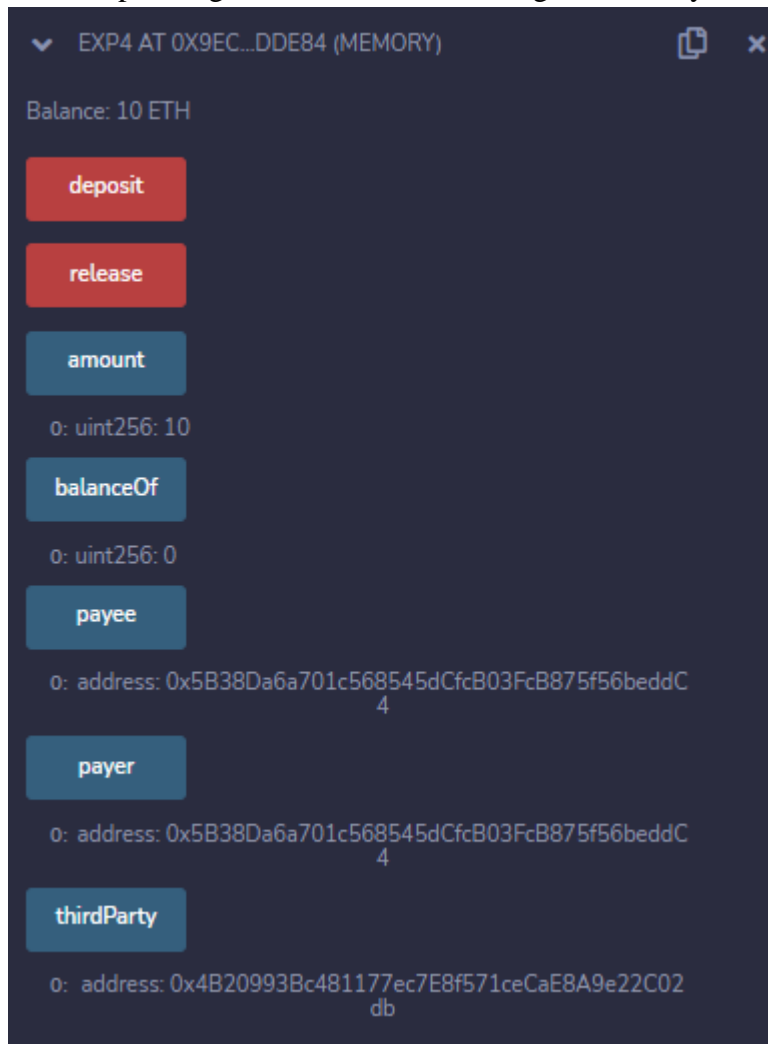 EXP4 AT 0X9EC...DDE84 (MEMORY)
Balance: 10 ETH
deposit
release
amount
0: uint256: 10
balanceOf
0: uint256: 0
payee
0: address: 0x5B38Da6a701c568545dCfcB03FcB875f56beddC
4
payer
0: address: 0x5B38Da6a701c568545dCfcB03FcB875f56beddC
4
thirdParty
0: address: 0x4B20993Bc481177ec7E8f571ceCaE8A9e22C02
db